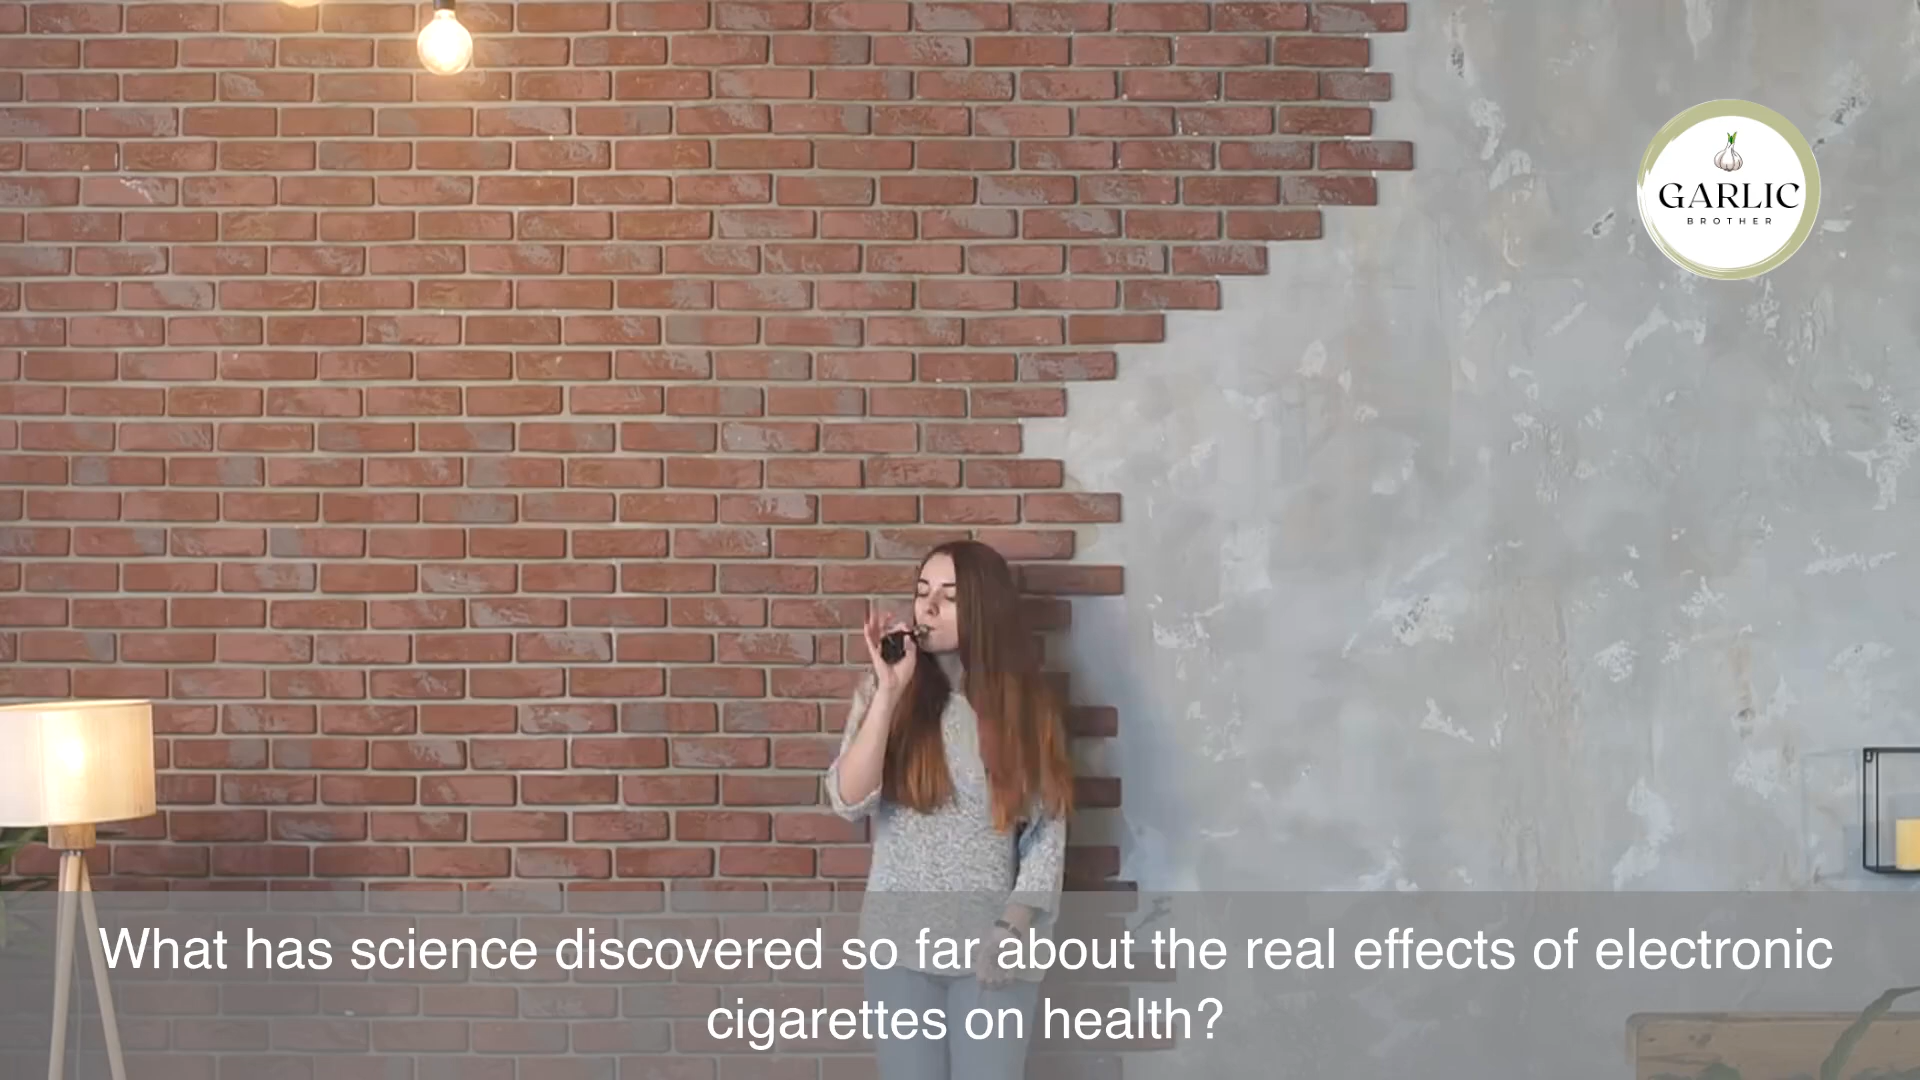 GARLIC
BROTHER
What has science discovered so far about the real effects of electronic
cigarettes on health?